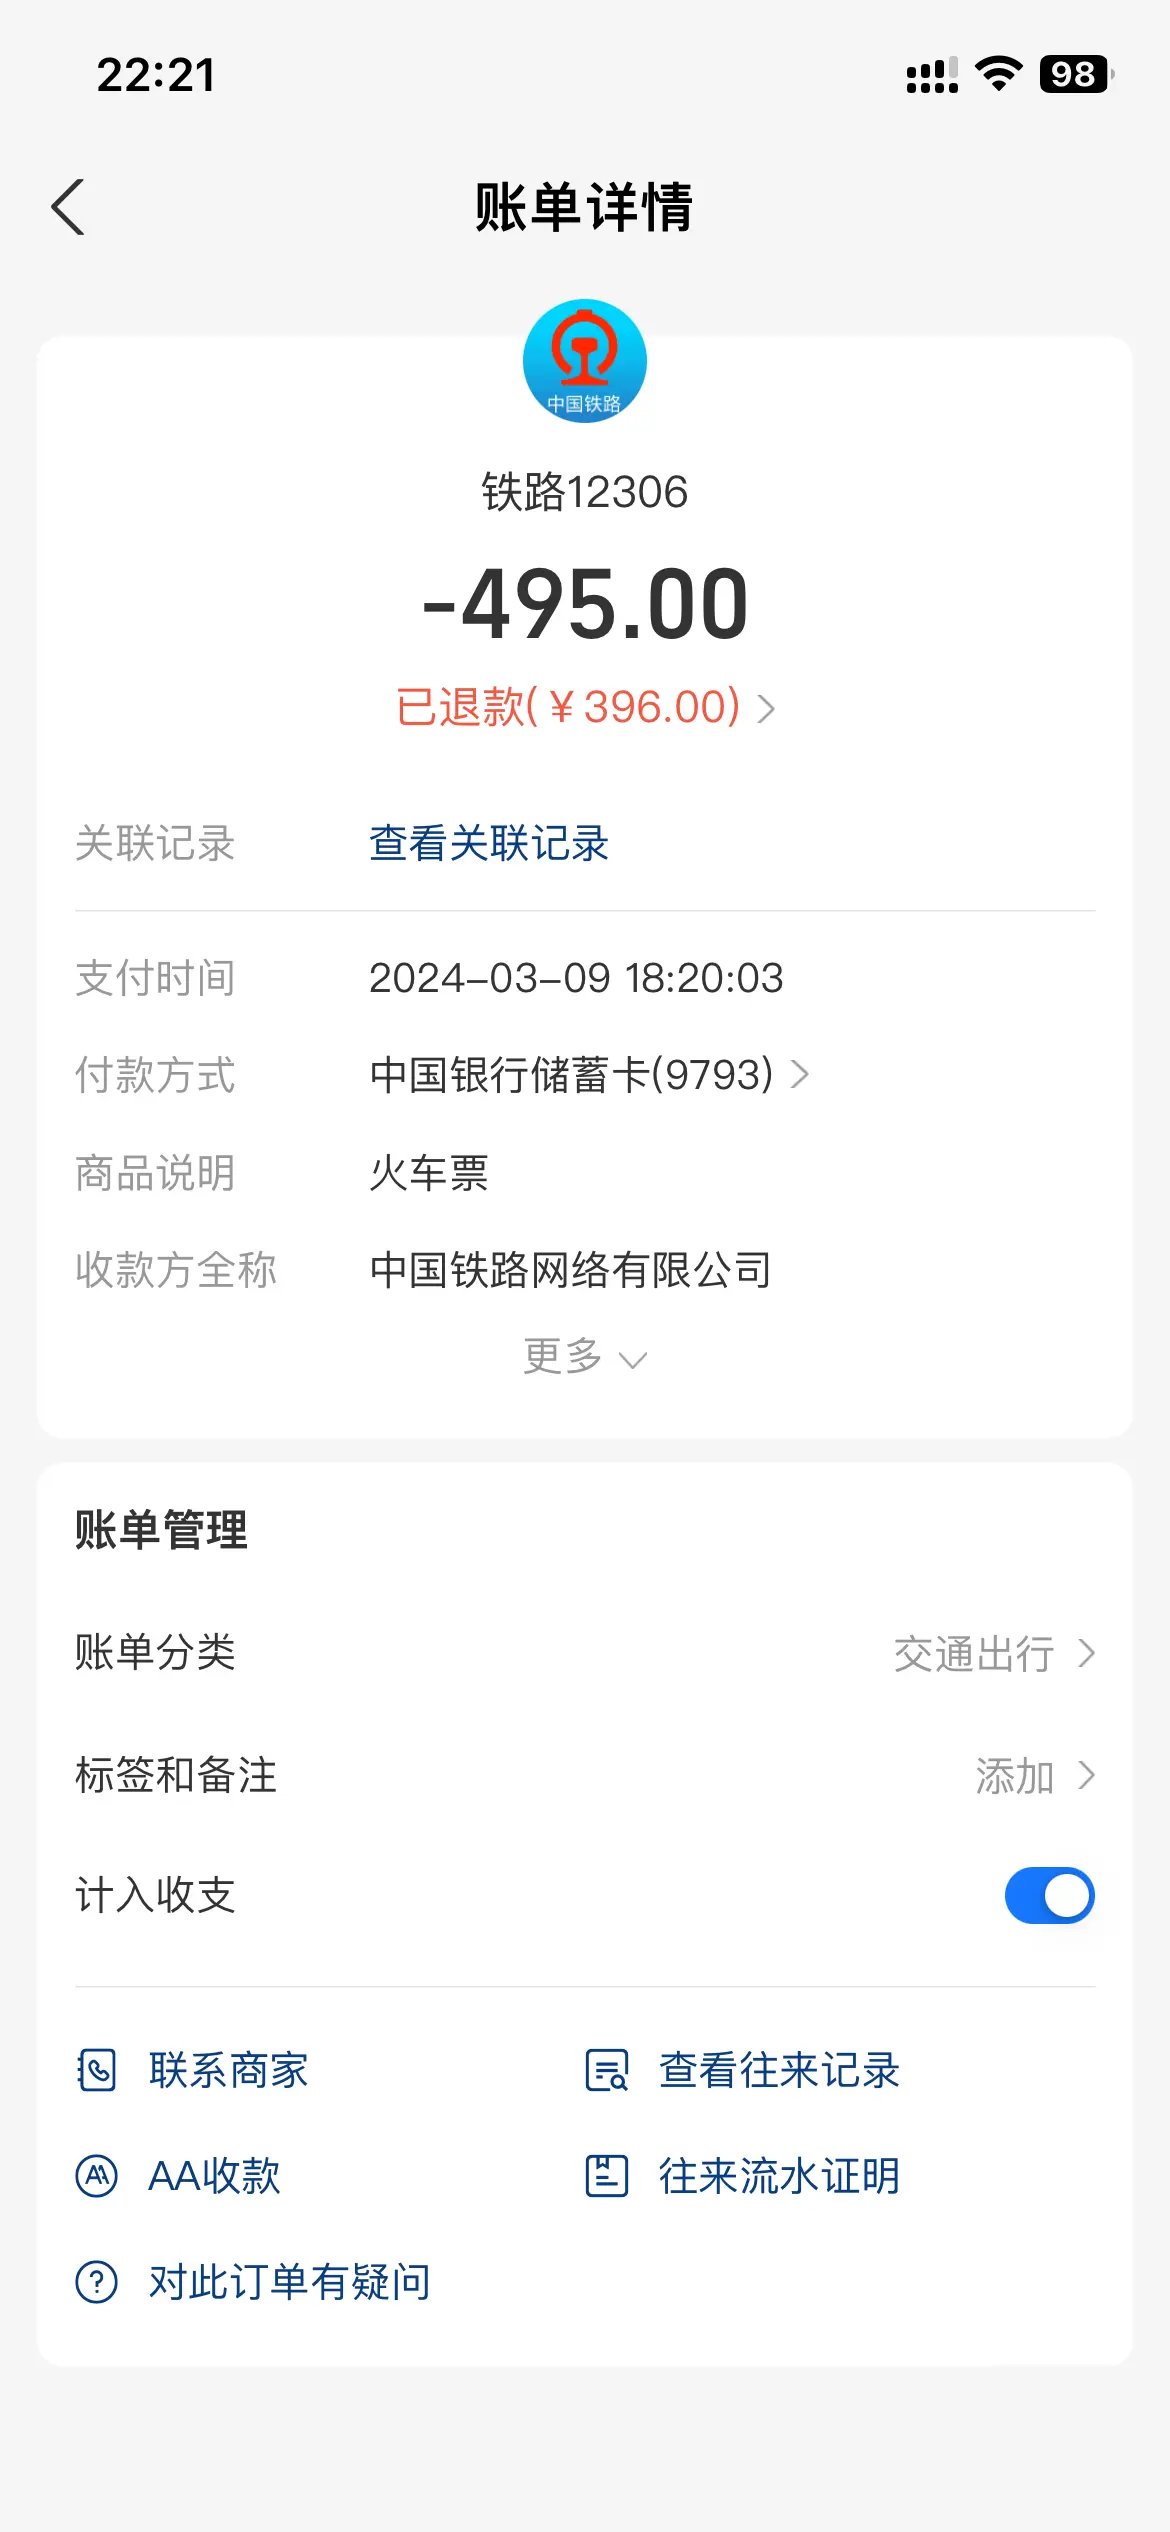 22:21
98
账单详情
中国铁路
铁路12306
-495.00
已退款(¥396.00)
关联记录 查看关联记录
支付时间 2024-03-09 18:20:03
付款方式 中国银行储蓄卡(9793)
商品说明 火车票
收款方全称 中国铁路网络有限公司
更多
账单管理
账单分类 交通出行
标签和备注 添加
计入收支
联系商家 查看往来记录
AA收款 往来流水证明
对此订单有疑问